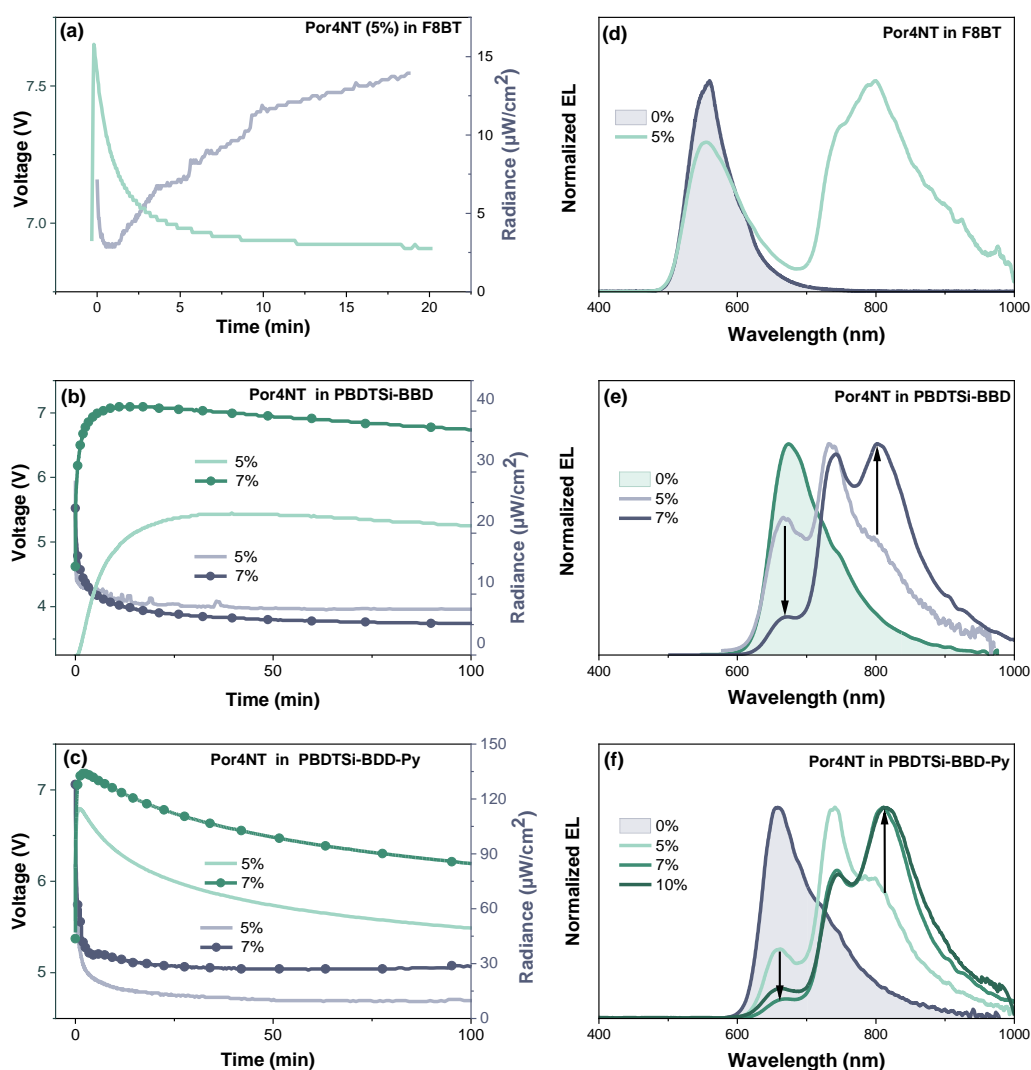 (a)
Por4NT (5%) in F8BT
7.5
7.0
Voltage (V)
15
12
9
6
3
0
Radiance (µW/cm²)
0 5 10 15 20
Time (min)
(d)
Por4NT in F8BT
0%
5%
Normalized EL
400 600 800 1000
Wavelength (nm)
(b)
Por4NT in PBDTSi-BBD
7
6
5
4
Voltage (V)
5%
7%
5%
7%
40
30
20
10
0
Radiance (µW/cm²)
0 50 100
Time (min)
(e)
Por4NT in PBDTSi-BBD
0%
5%
7%
Normalized EL
400 600 800 1000
Wavelength (nm)
(c)
Por4NT in PBDTSi-BDD-Py
7
6
5
Voltage (V)
5%
7%
5%
7%
150
120
90
60
30
0
Radiance (µW/cm²)
0 50 100
Time (min)
(f)
Por4NT in PBDTSi-BBD-Py
0%
5%
7%
10%
Normalized EL
400 600 800 1000
Wavelength (nm)